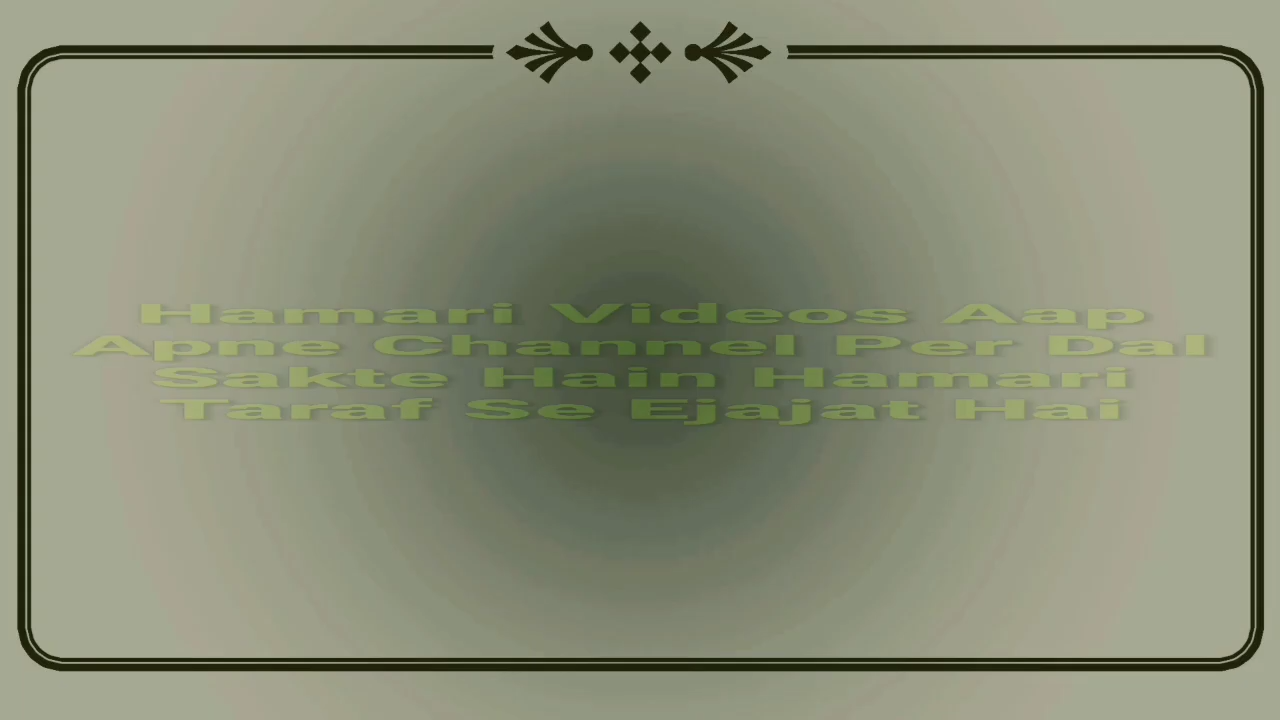 Hamari Videos Aap
Apne Channel Per Dal
Sakte Hain Hamari
Taraf Se Ejajat Hai